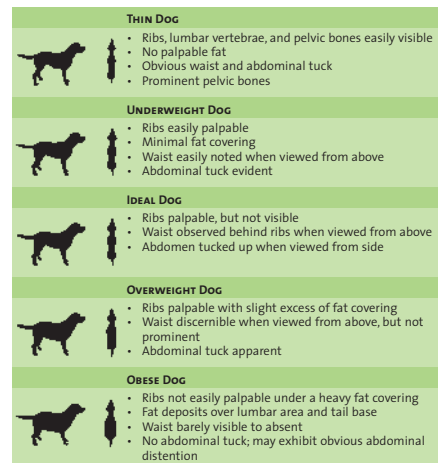 Thin Dog
• Ribs, lumbar vertebrae, and pelvic bones easily visible
• No palpable fat
• Obvious waist and abdominal tuck
• Prominent pelvic bones
Underweight Dog
• Ribs easily palpable
• Minimal fat covering
• Waist easily noted when viewed from above
• Abdominal tuck evident
Ideal Dog
• Ribs palpable, but not visible
• Waist observed behind ribs when viewed from above
• Abdomen tucked up when viewed from side
Overweight Dog
• Ribs palpable with slight excess of fat covering
• Waist discernible when viewed from above, but not
prominent
• Abdominal tuck apparent
Obese Dog
• Ribs not easily palpable under a heavy fat covering
• Fat deposits over lumbar area and tail base
• Waist barely visible to absent
• No abdominal tuck; may exhibit obvious abdominal
distention